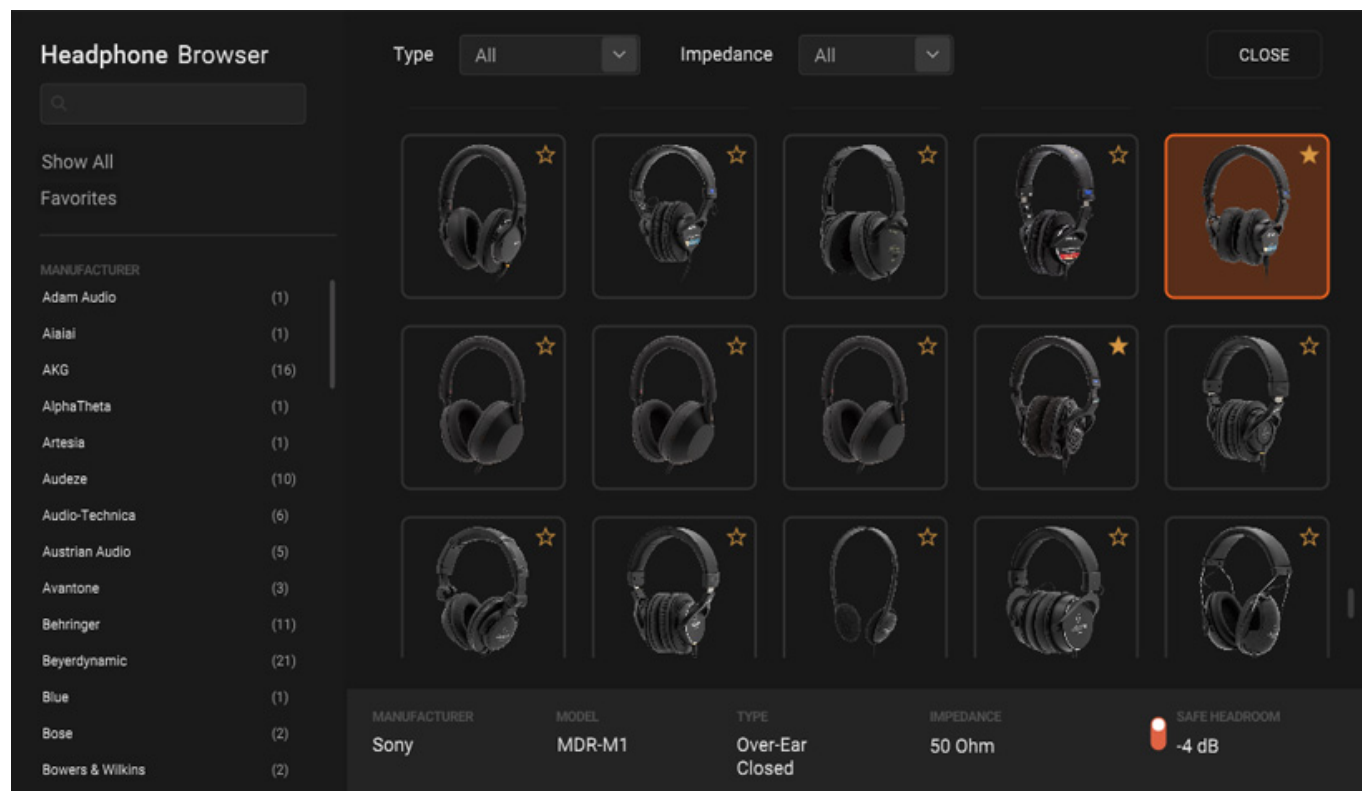 Headphone Browser
Type All Impedance All CLOSE
Show All
Favorites
MANUFACTURER
Adam Audio (1)
Aiaiai (1)
AKG (16)
AlphaTheta (1)
Artesia (1)
Audeze (10)
Audio-Technica (6)
Austrian Audio (5)
Avantone (3)
Behringer (11)
Beyerdynamic (21)
Blue (1)
Bose (2)
Bowers & Wilkins (2)
MANUFACTURER MODEL TYPE IMPEDANCE SAFE HEADROOM
Sony MDR-M1 Over-Ear 50 Ohm -4 dB
Closed